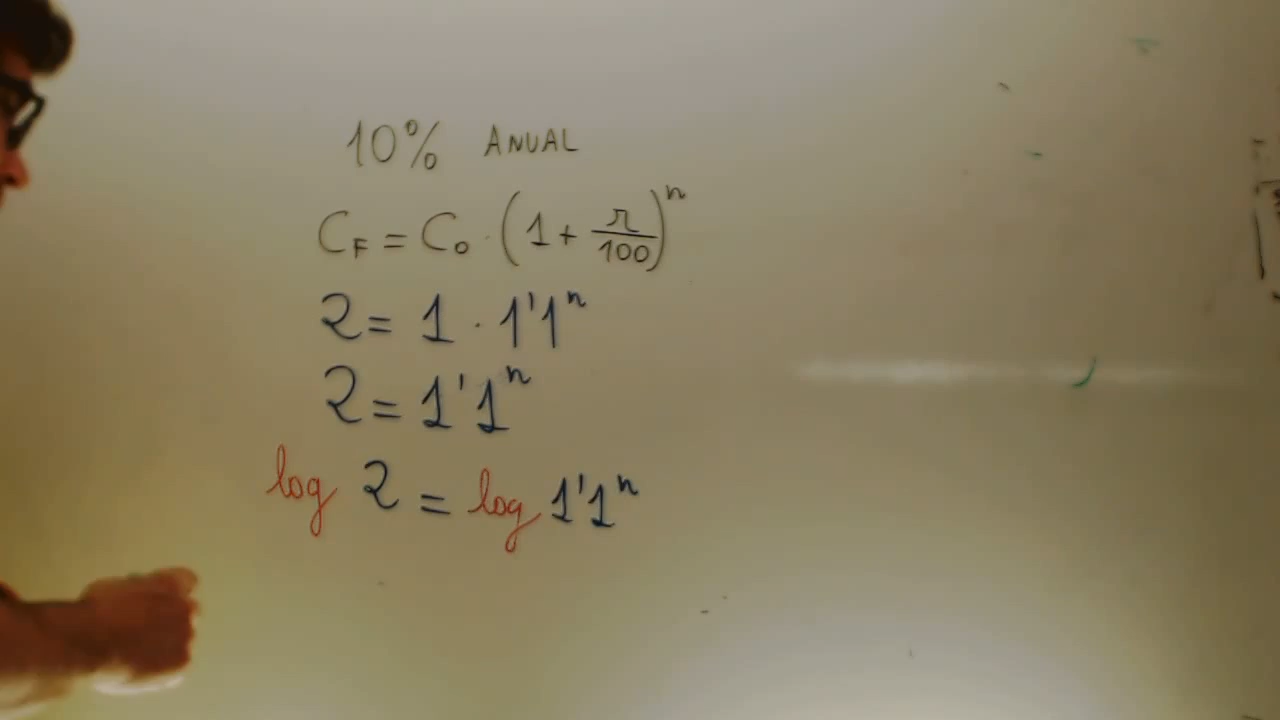 10% ANUAL
C_F = C_0 · (1 + r/100)^n
2 = 1 · 1'1^n
2 = 1'1^n
log 2 = log 1'1^n